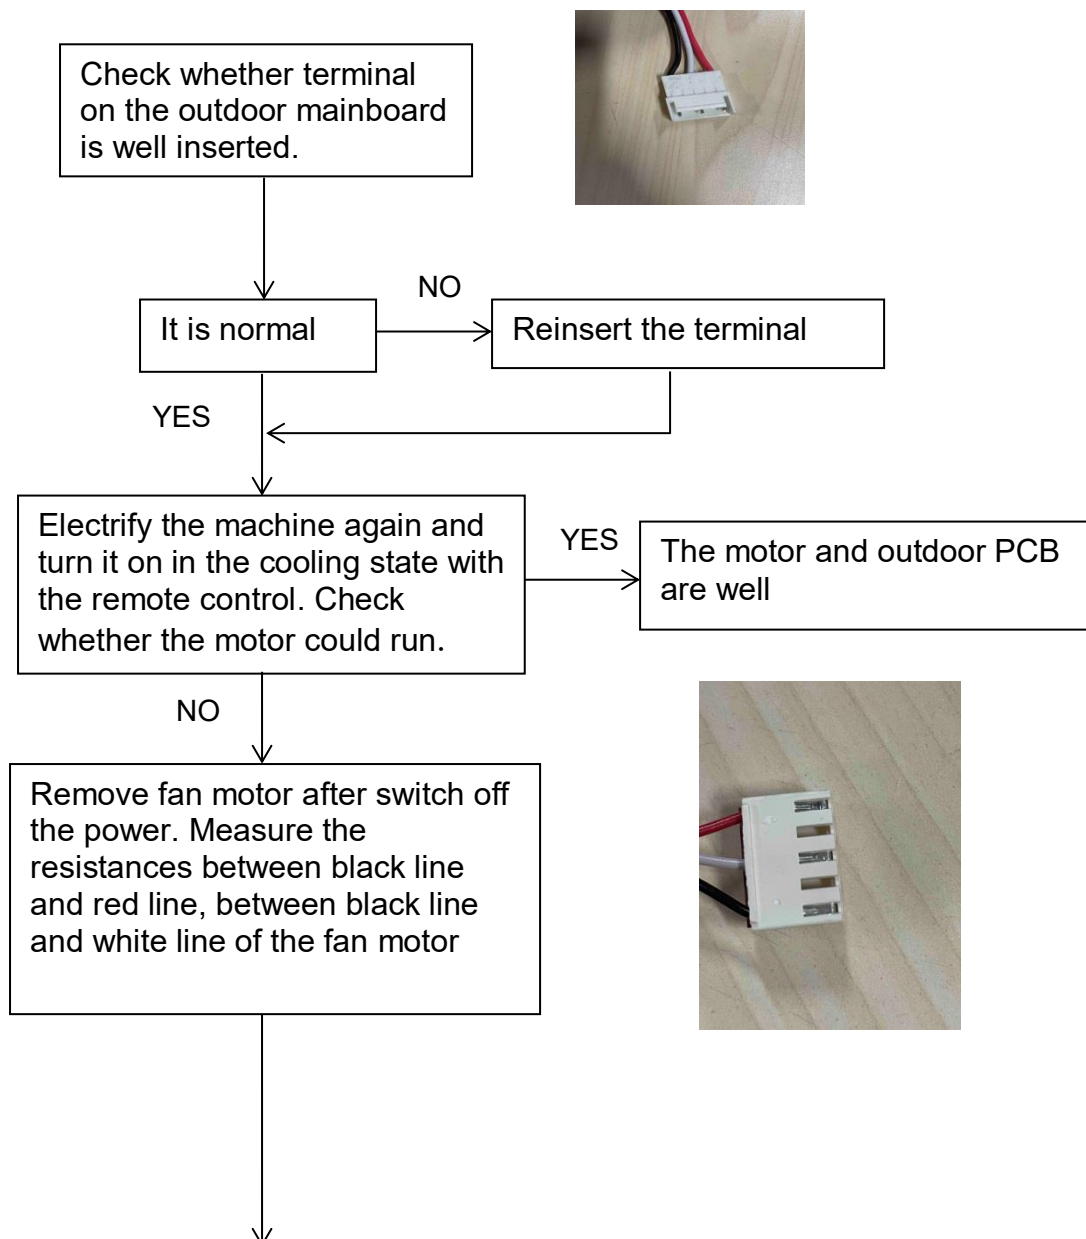 Check whether terminal
on the outdoor mainboard
is well inserted.
NO
It is normal
Reinsert the terminal
YES
Electrify the machine again and
turn it on in the cooling state with
the remote control. Check
whether the motor could run.
YES
The motor and outdoor PCB
are well
NO
Remove fan motor after switch off
the power. Measure the
resistances between black line
and red line, between black line
and white line of the fan motor